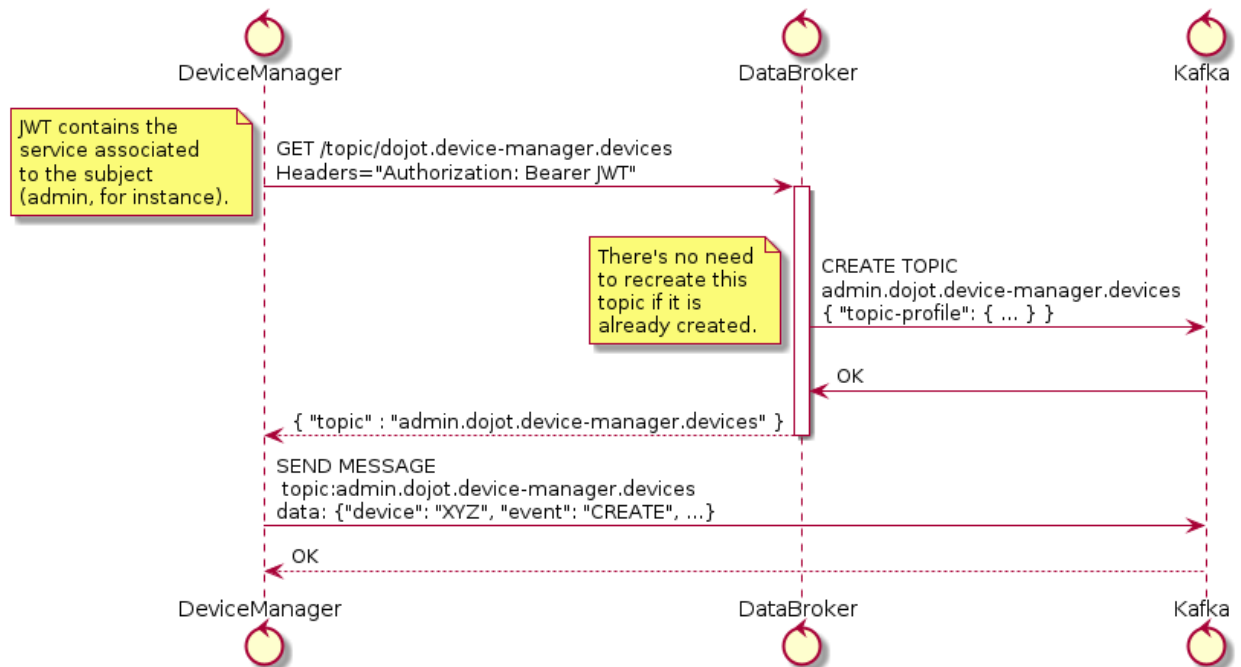 DeviceManager
DataBroker
Kafka
JWT contains the
service associated
to the subject
(admin, for instance).
GET /topic/dojot.device-manager.devices
Headers="Authorization: Bearer JWT"
There's no need
to recreate this
topic if it is
already created.
CREATE TOPIC
admin.dojot.device-manager.devices
{ "topic-profile": { ... } }
OK
{ "topic" : "admin.dojot.device-manager.devices" }
SEND MESSAGE
topic:admin.dojot.device-manager.devices
data: {"device": "XYZ", "event": "CREATE", ...}
OK
DeviceManager
DataBroker
Kafka